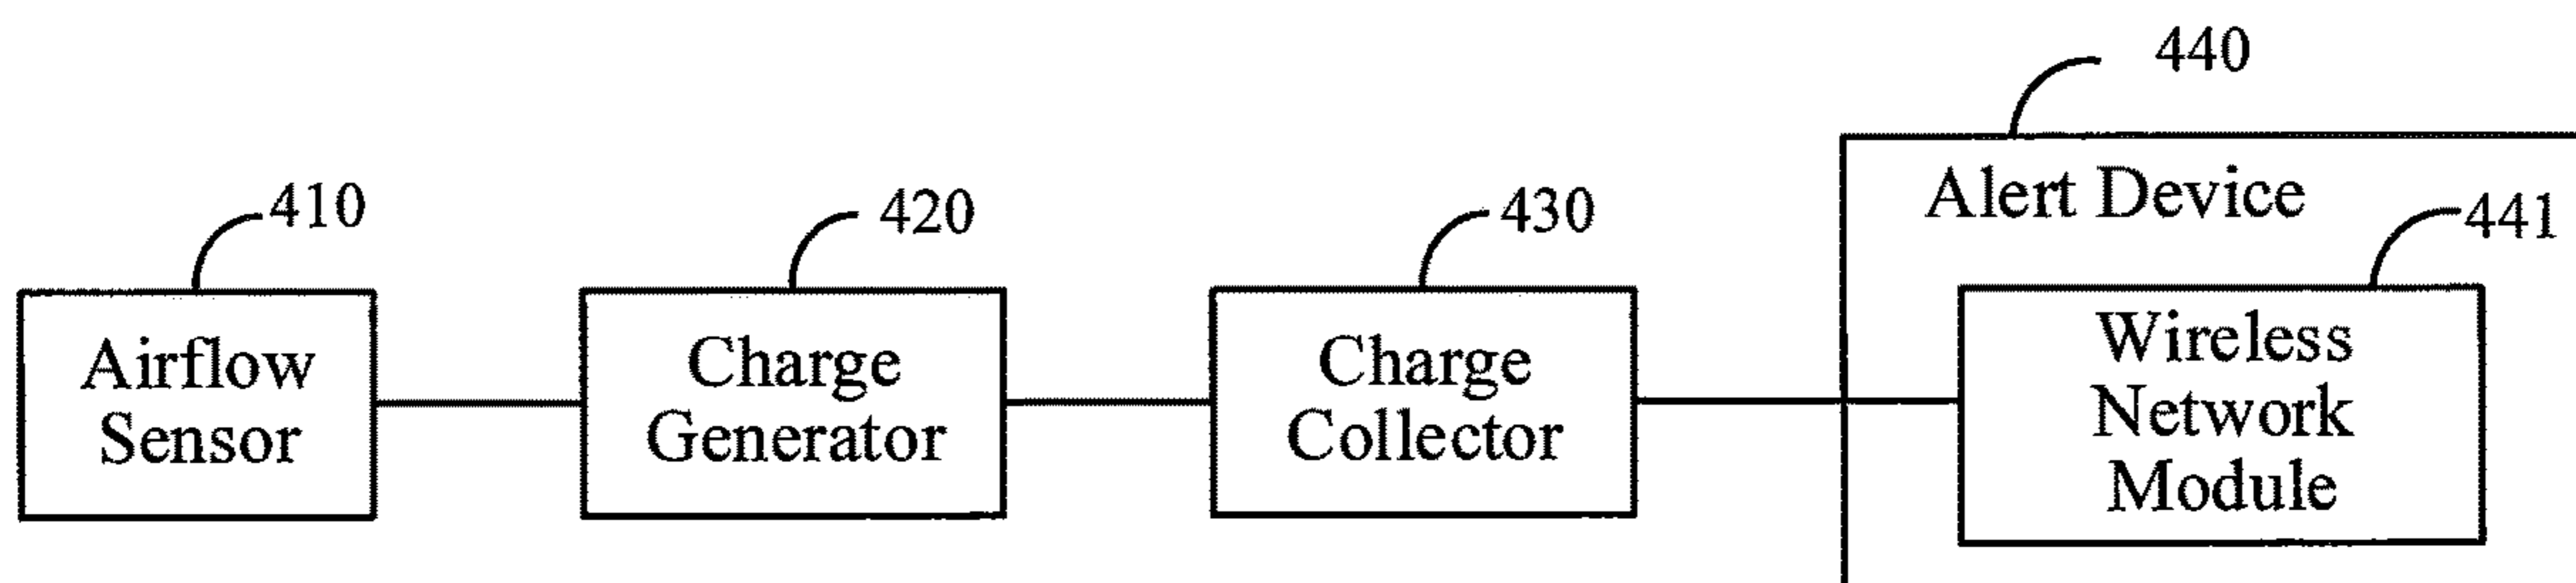 440
Alert Device
410
420
430
441
Airflow
Sensor
Charge
Generator
Charge
Collector
Wireless
Network
Module